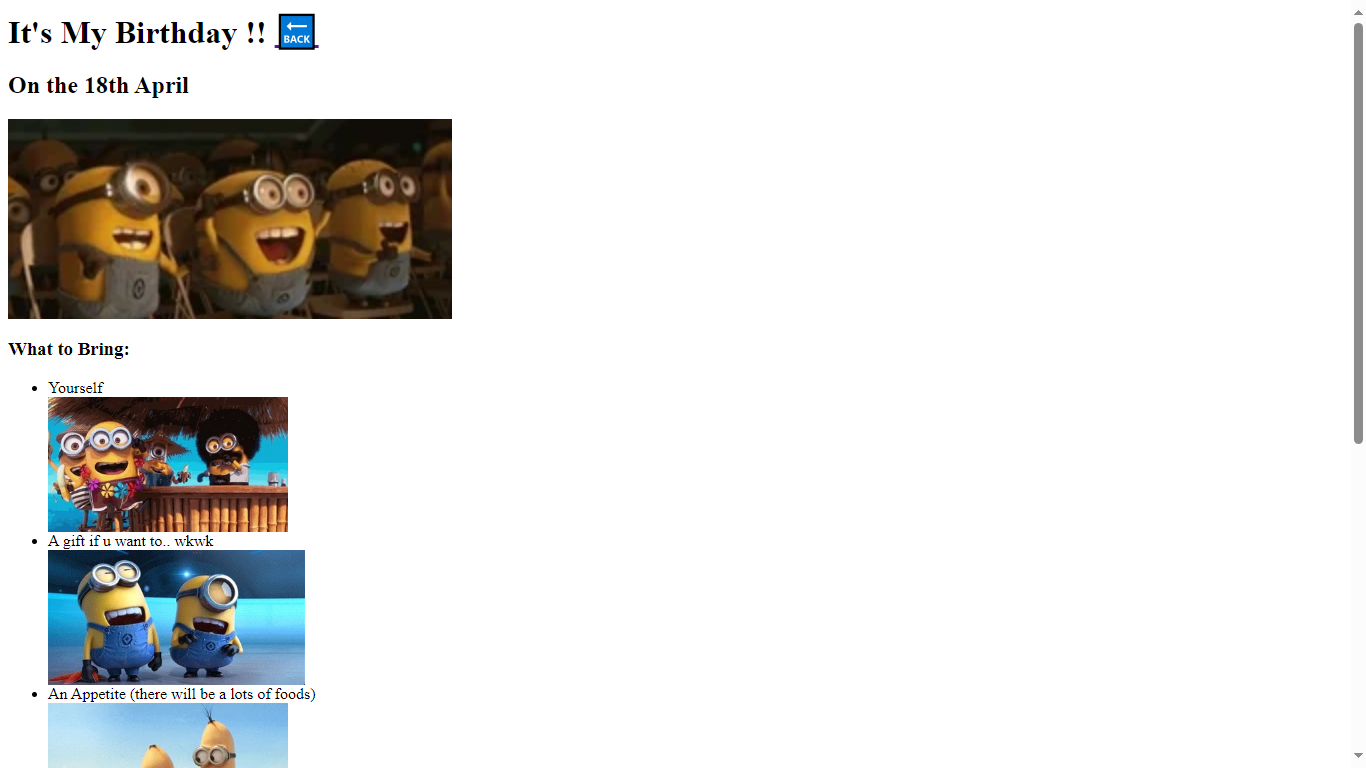 It's My Birthday !! BACK
On the 18th April
What to Bring:
Yourself
A gift if u want to.. wkwk
An Appetite (there will be a lots of foods)